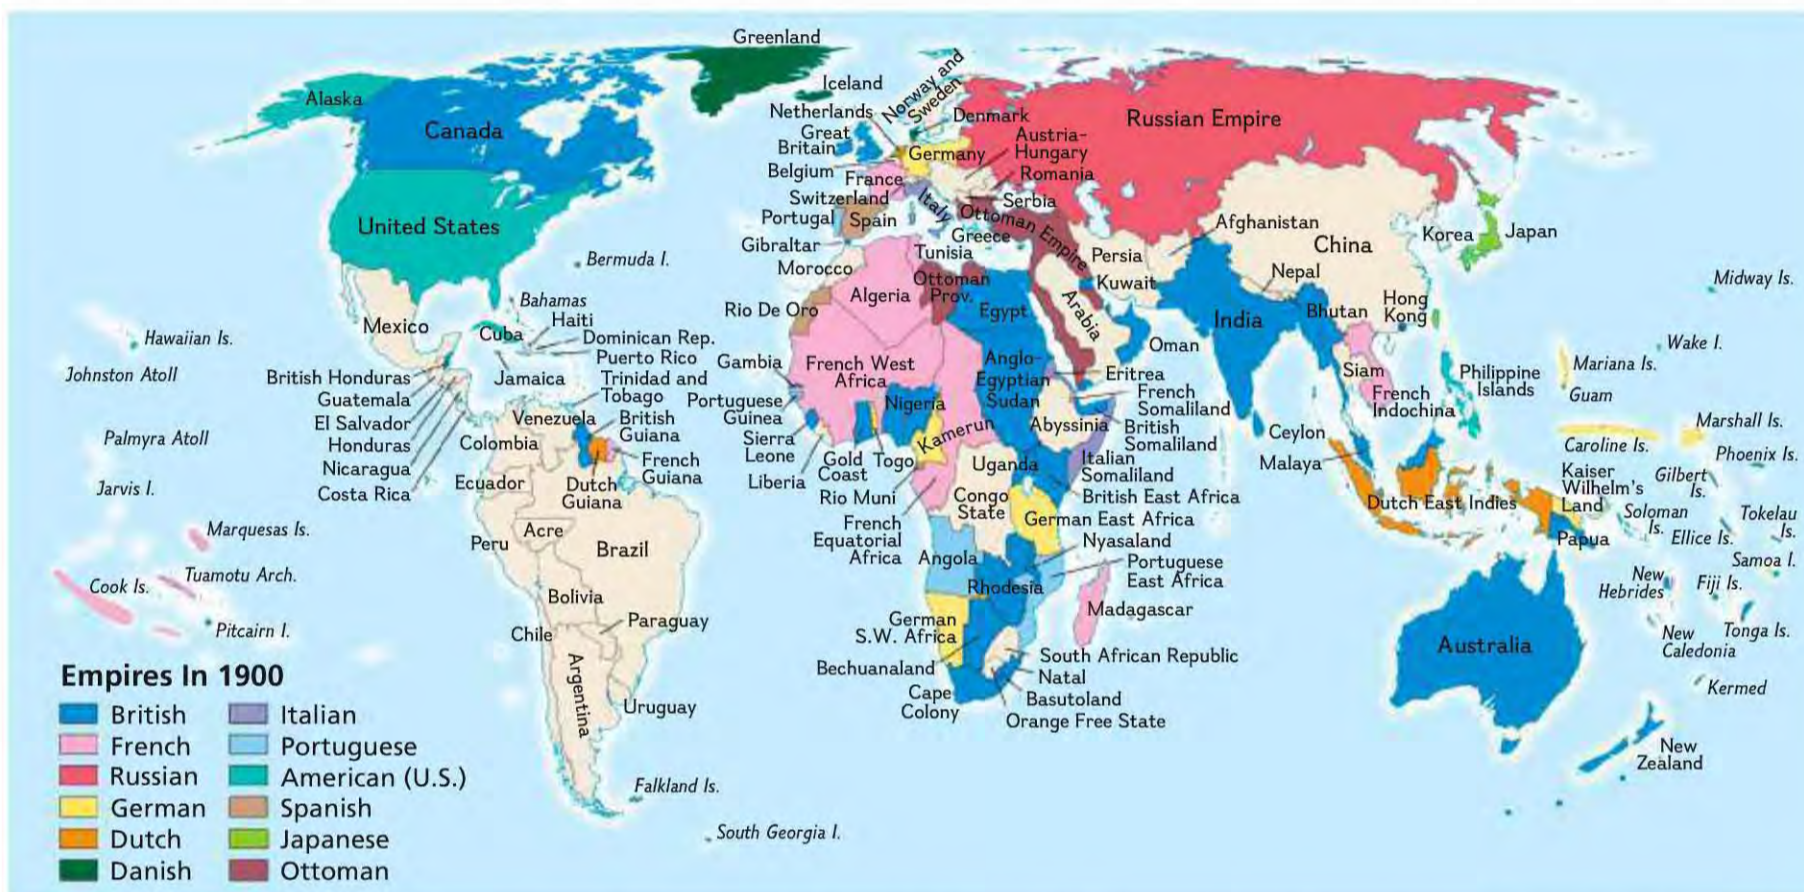 Greenland
Iceland
Norway and
Sweden
Netherlands
Denmark
Great
Britain
Germany
Austria-
Hungary
Belgium
France
Romania
Switzerland
Italy
Serbia
Portugal
Spain
Ottoman Empire
Greece
Gibraltar
Russian Empire
Alaska
Canada
United States
Bermuda I.
Bahamas
Mexico
Cuba
Haiti
Dominican Rep.
Puerto Rico
Jamaica
Trinidad and
Tobago
British Honduras
Guatemala
El Salvador
Honduras
Nicaragua
Costa Rica
Hawaiian Is.
Johnston Atoll
Palmyra Atoll
Jarvis I.
Marquesas Is.
Tuamotu Arch.
Cook Is.
Pitcairn I.
Venezuela
Colombia
British
Guiana
French
Guiana
Dutch
Guiana
Ecuador
Acre
Peru
Brazil
Bolivia
Paraguay
Chile
Argentina
Uruguay
Falkland Is.
South Georgia I.
Morocco
Tunisia
Algeria
Ottoman
Prov.
Egypt
Rio De Oro
French West
Africa
Gambia
Portuguese
Guinea
Sierra
Leone
Liberia
Gold
Coast
Togo
Nigeria
Kamerun
Rio Muni
French
Equatorial
Africa
Anglo-
Egyptian
Sudan
Eritrea
French
Somaliland
British
Somaliland
Abyssinia
Italian
Somaliland
Uganda
British East Africa
Congo
State
German East Africa
Nyasaland
Portuguese
East Africa
Angola
Rhodesia
Madagascar
German
S.W. Africa
Bechuanaland
South African Republic
Natal
Basutoland
Orange Free State
Cape
Colony
Arabia
Persia
Kuwait
Oman
Afghanistan
China
Korea
Japan
Nepal
Bhutan
India
Hong
Kong
Siam
French
Indochina
Philippine
Islands
Ceylon
Malaya
Dutch East Indies
Kaiser
Wilhelm's
Land
Papua
Australia
New
Zealand
Midway Is.
Wake I.
Mariana Is.
Guam
Marshall Is.
Caroline Is.
Phoenix Is.
Gilbert
Is.
Soloman
Is.
Ellice Is.
Tokelau
Is.
Samoa I.
New
Hebrides
Fiji Is.
New
Caledonia
Tonga Is.
Kermed
Empires In 1900
British
French
Russian
German
Dutch
Danish
Italian
Portuguese
American (U.S.)
Spanish
Japanese
Ottoman